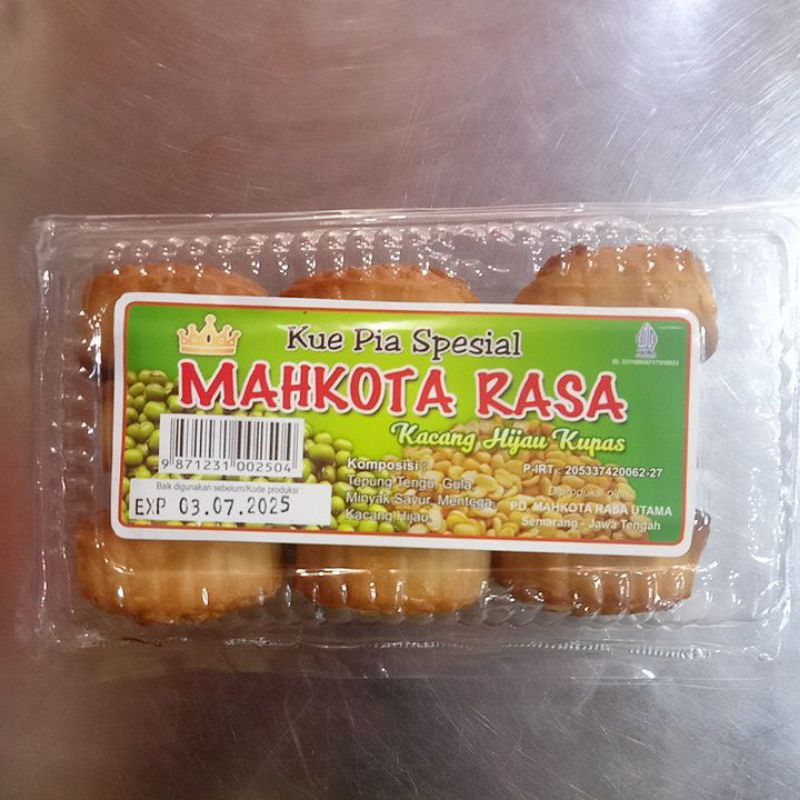 Kue Pia Spesial
MAHKOTA RASA
Kacang Hijau Kupas
9 871231 002504
Baik digunakan sebelum/Kode produksi :
EXP 03.07.2025
Komposisi :
Tepung Terigu, Gula,
Minyak Sayur, Mentega,
Kacang Hijau
P-IRT : 205337420062-27
Diproduksi oleh :
PD. MAHKOTA RASA UTAMA
Semarang - Jawa Tengah